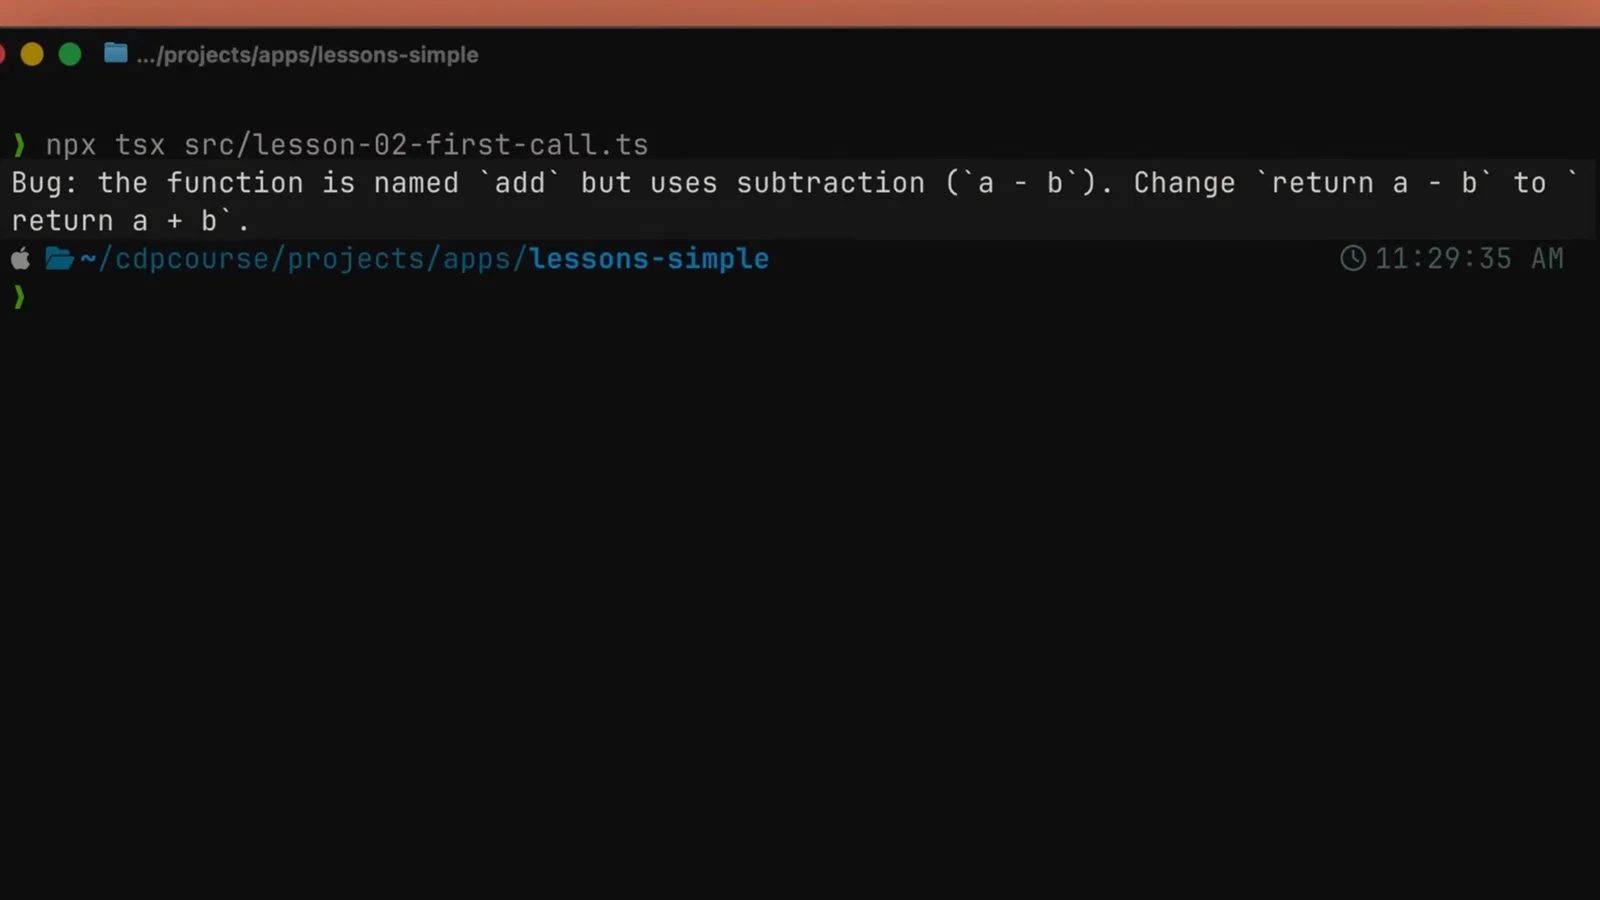 .../projects/apps/lessons-simple
❯ npx tsx src/lesson-02-first-call.ts
Bug: the function is named `add` but uses subtraction (`a - b`). Change `return a - b` to `
return a + b`.
~/cdpcourse/projects/apps/lessons-simple 11:29:35 AM
❯